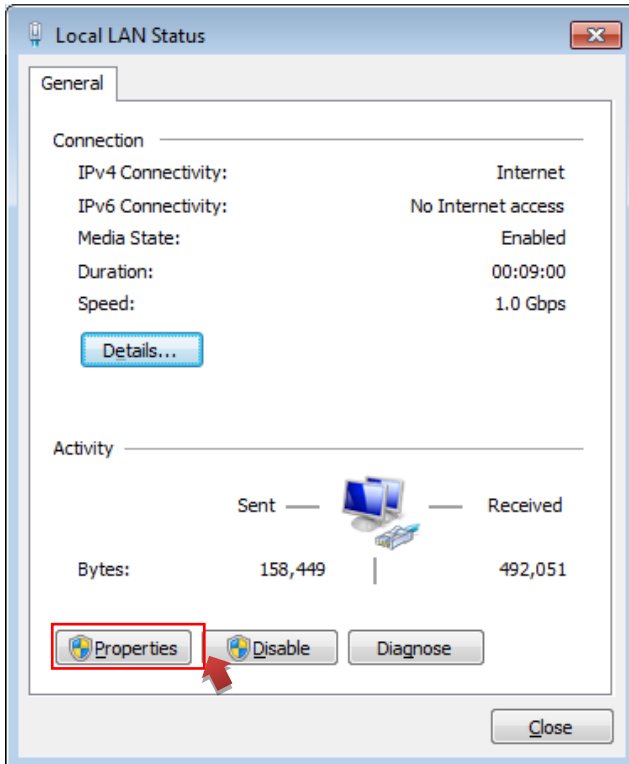 Local LAN Status
General
Connection
IPv4 Connectivity: Internet
IPv6 Connectivity: No Internet access
Media State: Enabled
Duration: 00:09:00
Speed: 1.0 Gbps
Details...
Activity
Sent Received
Bytes: 158,449 492,051
Properties Disable Diagnose
Close